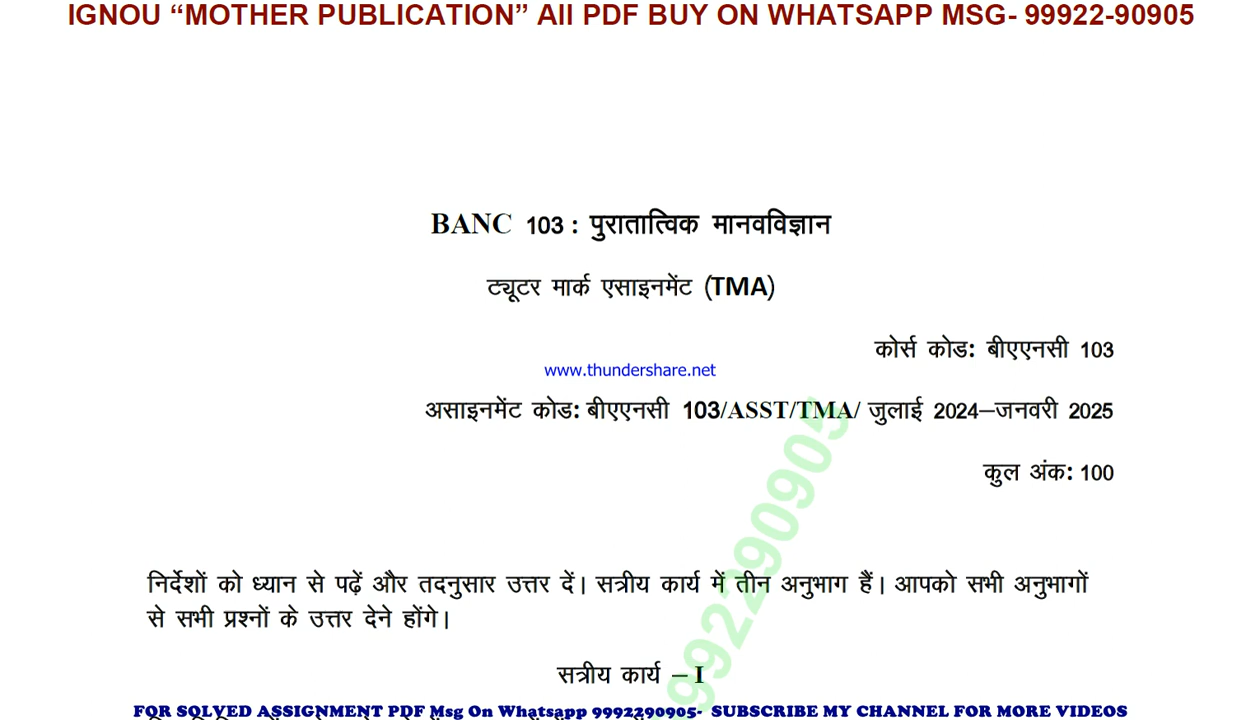 IGNOU “MOTHER PUBLICATION” All PDF BUY ON WHATSAPP MSG- 99922-90905
BANC 103 : पुरातात्विक मानवविज्ञान
ट्यूटर मार्क एसाइनमेंट (TMA)
कोर्स कोड: बीएएनसी 103
www.thundershare.net
असाइनमेंट कोड: बीएएनसी 103/ASST/TMA/ जुलाई 2024–जनवरी 2025
कुल अंक: 100
9992290905
निर्देशों को ध्यान से पढ़ें और तदनुसार उत्तर दें। सत्रीय कार्य में तीन अनुभाग हैं। आपको सभी अनुभागों
से सभी प्रश्नों के उत्तर देने होंगे।
सत्रीय कार्य – I
FOR SOLVED ASSIGNMENT PDF Msg On Whatsapp 9992290905- SUBSCRIBE MY CHANNEL FOR MORE VIDEOS